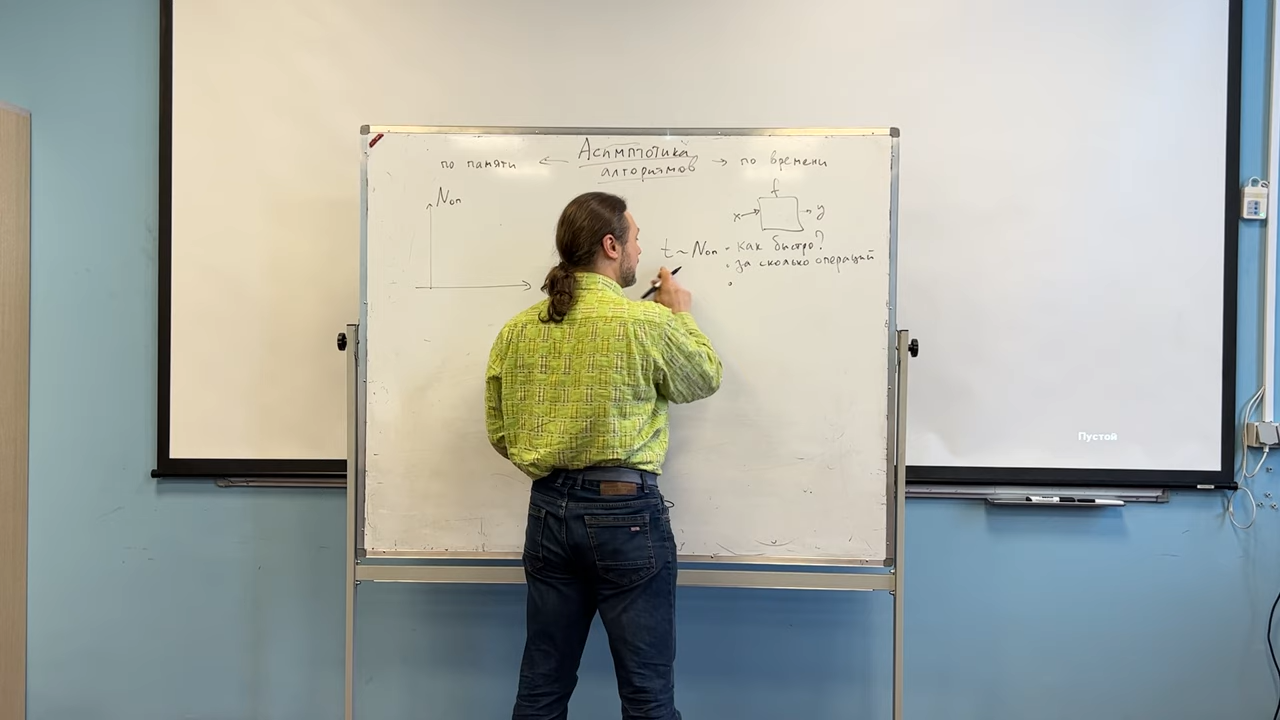 Асимптотика
алгоритмов
по памяти ← → по времени
Nоп
f
x → → y
t ~ Nоп • как быстро?
• за сколько операций
•
Пустой